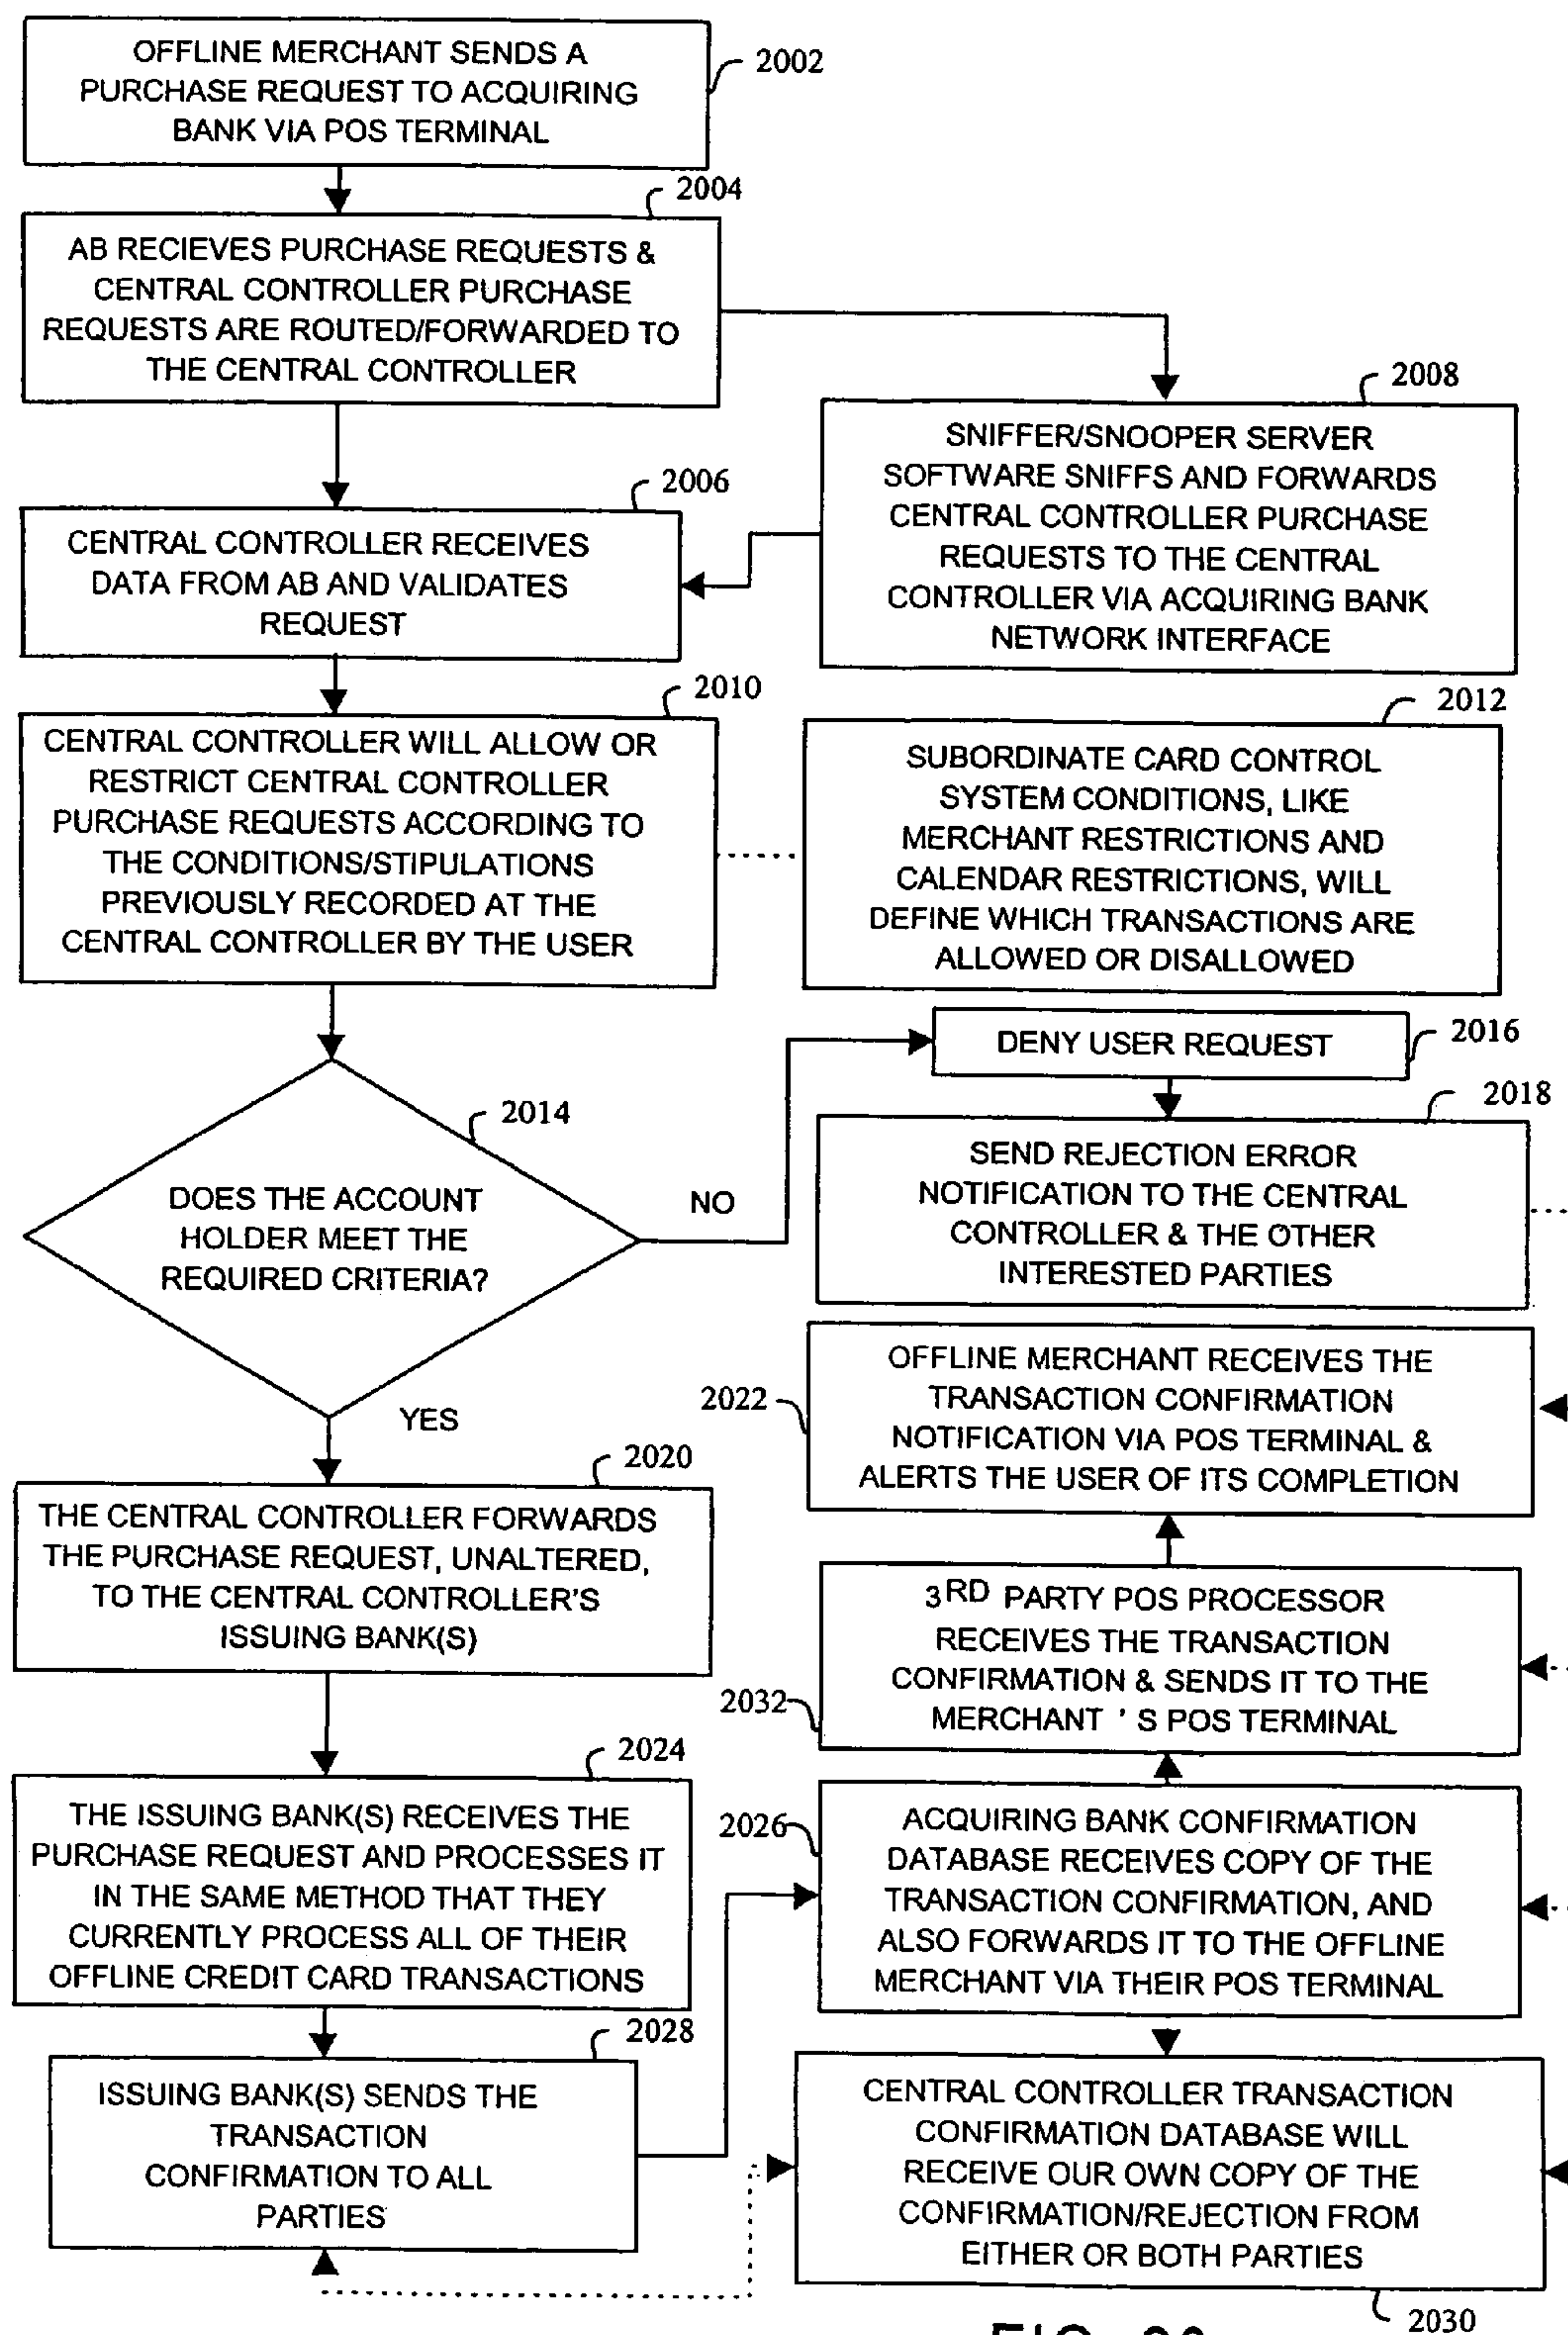 OFFLINE MERCHANT SENDS A
PURCHASE REQUEST TO ACQUIRING
BANK VIA POS TERMINAL
2002
2004
AB RECIEVES PURCHASE REQUESTS &
CENTRAL CONTROLLER PURCHASE
REQUESTS ARE ROUTED/FORWARDED TO
THE CENTRAL CONTROLLER
2008
SNIFFER/SNOOPER SERVER
SOFTWARE SNIFFS AND FORWARDS
CENTRAL CONTROLLER PURCHASE
REQUESTS TO THE CENTRAL
CONTROLLER VIA ACQUIRING BANK
NETWORK INTERFACE
2006
CENTRAL CONTROLLER RECEIVES
DATA FROM AB AND VALIDATES
REQUEST
2010
CENTRAL CONTROLLER WILL ALLOW OR
RESTRICT CENTRAL CONTROLLER
PURCHASE REQUESTS ACCORDING TO
THE CONDITIONS/STIPULATIONS
PREVIOUSLY RECORDED AT THE
CENTRAL CONTROLLER BY THE USER
2012
SUBORDINATE CARD CONTROL
SYSTEM CONDITIONS, LIKE
MERCHANT RESTRICTIONS AND
CALENDAR RESTRICTIONS, WILL
DEFINE WHICH TRANSACTIONS ARE
ALLOWED OR DISALLOWED
2014
DOES THE ACCOUNT
HOLDER MEET THE
REQUIRED CRITERIA?
NO
YES
DENY USER REQUEST
2016
2018
SEND REJECTION ERROR
NOTIFICATION TO THE CENTRAL
CONTROLLER & THE OTHER
INTERESTED PARTIES
2022
OFFLINE MERCHANT RECEIVES THE
TRANSACTION CONFIRMATION
NOTIFICATION VIA POS TERMINAL &
ALERTS THE USER OF ITS COMPLETION
2020
THE CENTRAL CONTROLLER FORWARDS
THE PURCHASE REQUEST, UNALTERED,
TO THE CENTRAL CONTROLLER'S
ISSUING BANK(S)
2032
3RD PARTY POS PROCESSOR
RECEIVES THE TRANSACTION
CONFIRMATION & SENDS IT TO THE
MERCHANT ' S POS TERMINAL
2024
THE ISSUING BANK(S) RECEIVES THE
PURCHASE REQUEST AND PROCESSES IT
IN THE SAME METHOD THAT THEY
CURRENTLY PROCESS ALL OF THEIR
OFFLINE CREDIT CARD TRANSACTIONS
2026
ACQUIRING BANK CONFIRMATION
DATABASE RECEIVES COPY OF THE
TRANSACTION CONFIRMATION, AND
ALSO FORWARDS IT TO THE OFFLINE
MERCHANT VIA THEIR POS TERMINAL
2028
ISSUING BANK(S) SENDS THE
TRANSACTION
CONFIRMATION TO ALL
PARTIES
CENTRAL CONTROLLER TRANSACTION
CONFIRMATION DATABASE WILL
RECEIVE OUR OWN COPY OF THE
CONFIRMATION/REJECTION FROM
EITHER OR BOTH PARTIES
2030